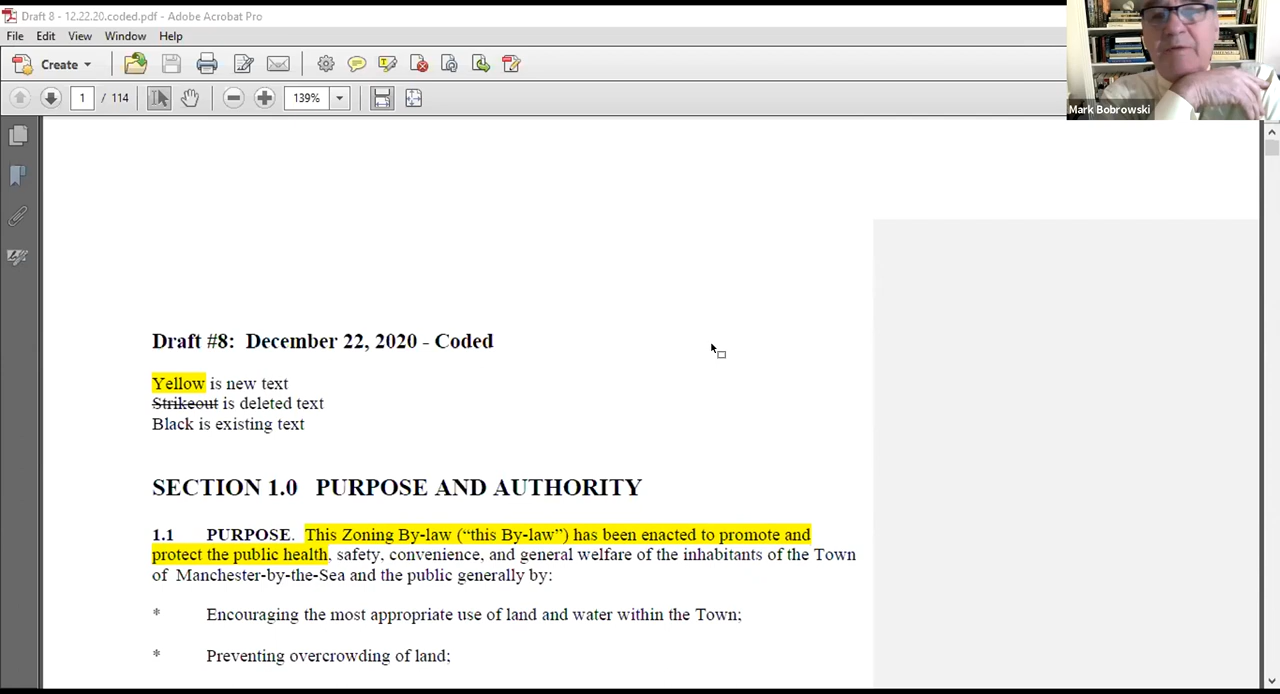 Draft 8 - 12.22.20.coded.pdf - Adobe Acrobat Pro
File Edit View Window Help
Create
1 / 114 139%
Mark Bobrowski
Draft #8: December 22, 2020 - Coded
Yellow is new text
Strikeout is deleted text
Black is existing text
SECTION 1.0 PURPOSE AND AUTHORITY
1.1 PURPOSE. This Zoning By-law (“this By-law”) has been enacted to promote and
protect the public health, safety, convenience, and general welfare of the inhabitants of the Town
of Manchester-by-the-Sea and the public generally by:
* Encouraging the most appropriate use of land and water within the Town;
* Preventing overcrowding of land;